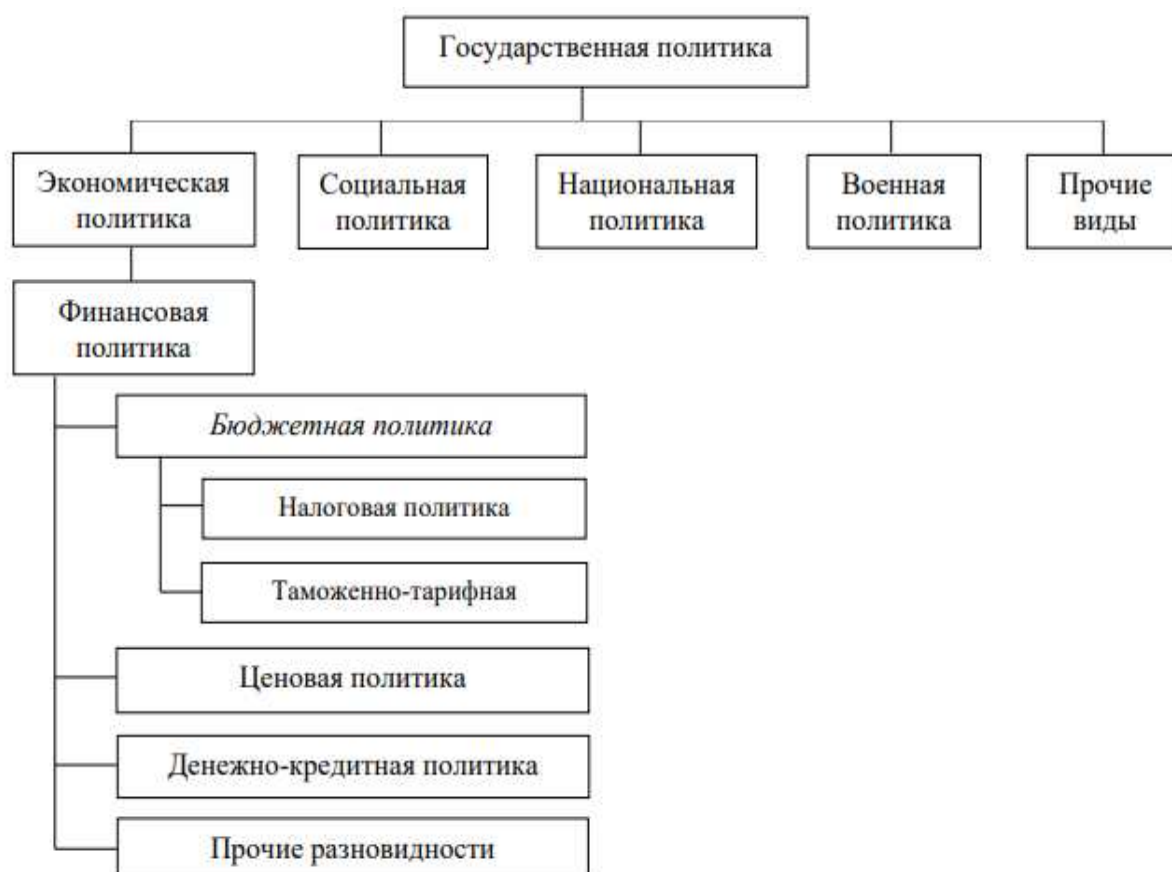 Государственная политика
Экономическая
политика
Социальная
политика
Национальная
политика
Военная
политика
Прочие
виды
Финансовая
политика
Бюджетная политика
Налоговая политика
Таможенно-тарифная
Ценовая политика
Денежно-кредитная политика
Прочие разновидности